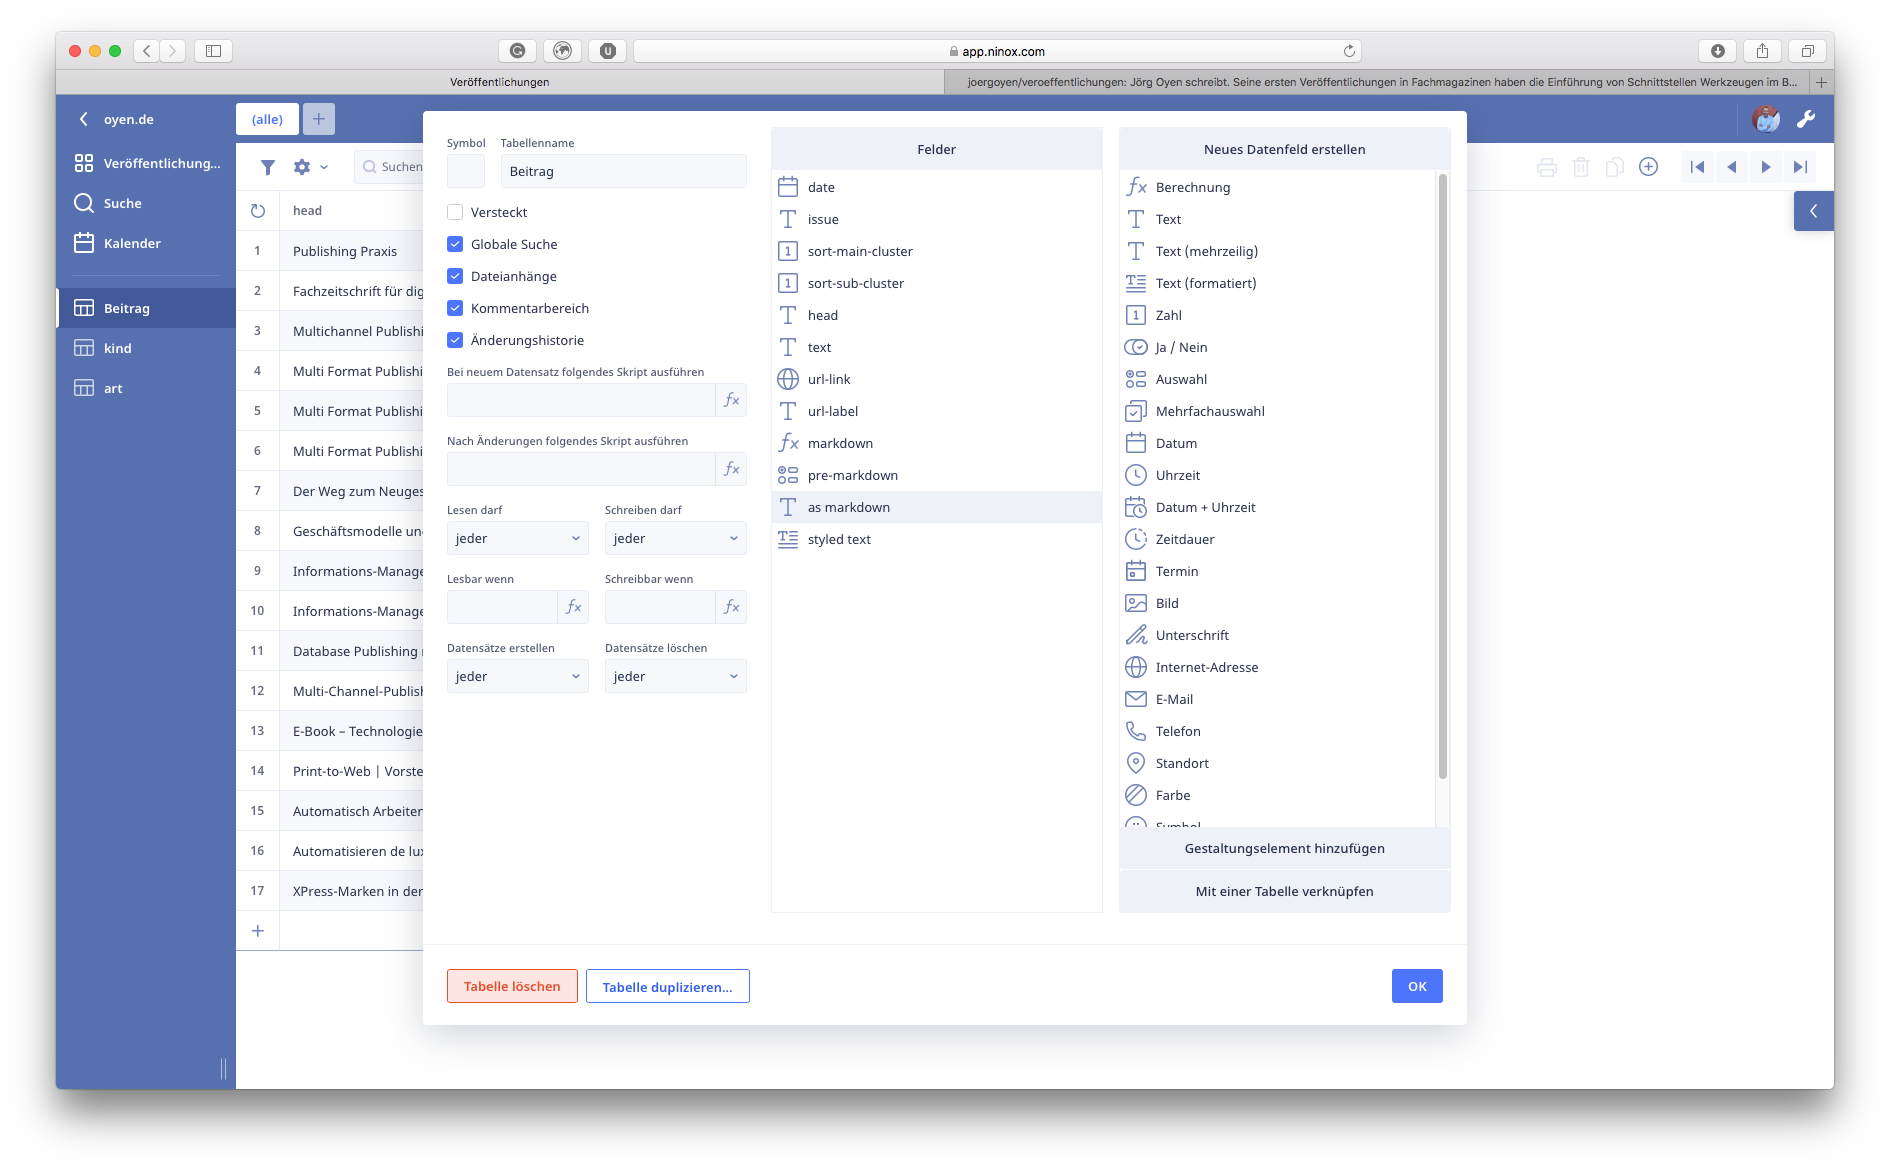 app.ninox.com
Veröffentlichungen
joergoyen/veroeffentlichungen: Jörg Oyen schreibt. Seine ersten Veröffentlichungen in Fachmagazinen haben die Einführung von Schnittstellen Werkzeugen im B...
oyen.de
Veröffentlichung...
Suche
Kalender
Beitrag
kind
art
(alle)
Suchen
head
1 Publishing Praxis
2 Fachzeitschrift für dig
3 Multichannel Publishi
4 Multi Format Publishi
5 Multi Format Publishi
6 Multi Format Publishi
7 Der Weg zum Neuges
8 Geschäftsmodelle un
9 Informations-Manage
10 Informations-Manage
11 Database Publishing
12 Multi-Channel-Publish
13 E-Book – Technologie
14 Print-to-Web | Vorste
15 Automatisch Arbeiten
16 Automatisieren de lux
17 XPress-Marken in der
Symbol Tabellenname
Beitrag
Versteckt
Globale Suche
Dateianhänge
Kommentarbereich
Änderungshistorie
Bei neuem Datensatz folgendes Skript ausführen
fx
Nach Änderungen folgendes Skript ausführen
fx
Lesen darf Schreiben darf
jeder jeder
Lesbar wenn Schreibbar wenn
fx fx
Datensätze erstellen Datensätze löschen
jeder jeder
Felder
date
issue
sort-main-cluster
sort-sub-cluster
head
text
url-link
url-label
markdown
pre-markdown
as markdown
styled text
Neues Datenfeld erstellen
Berechnung
Text
Text (mehrzeilig)
Text (formatiert)
Zahl
Ja / Nein
Auswahl
Mehrfachauswahl
Datum
Uhrzeit
Datum + Uhrzeit
Zeitdauer
Termin
Bild
Unterschrift
Internet-Adresse
E-Mail
Telefon
Standort
Farbe
Symbol
Gestaltungselement hinzufügen
Mit einer Tabelle verknüpfen
Tabelle löschen
Tabelle duplizieren...
OK